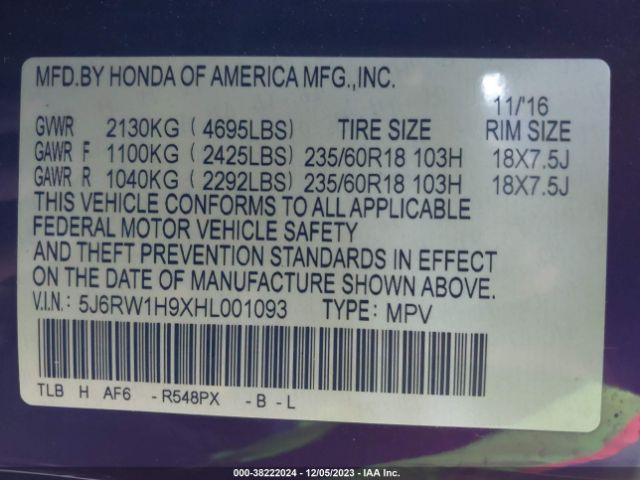 MFD.BY HONDA OF AMERICA MFG.,INC.
11/'16
GVWR 2130KG ( 4695LBS) TIRE SIZE RIM SIZE
GAWR F 1100KG ( 2425LBS) 235/60R18 103H 18X7.5J
GAWR R 1040KG ( 2292LBS) 235/60R18 103H 18X7.5J
THIS VEHICLE CONFORMS TO ALL APPLICABLE
FEDERAL MOTOR VEHICLE SAFETY
AND THEFT PREVENTION STANDARDS IN EFFECT
ON THE DATE OF MANUFACTURE SHOWN ABOVE.
V.I.N.: 5J6RW1H9XHL001093 TYPE: MPV
TLB H AF6 - R548PX - B - L
000-38222024 - 12/05/2023 - IAA Inc.